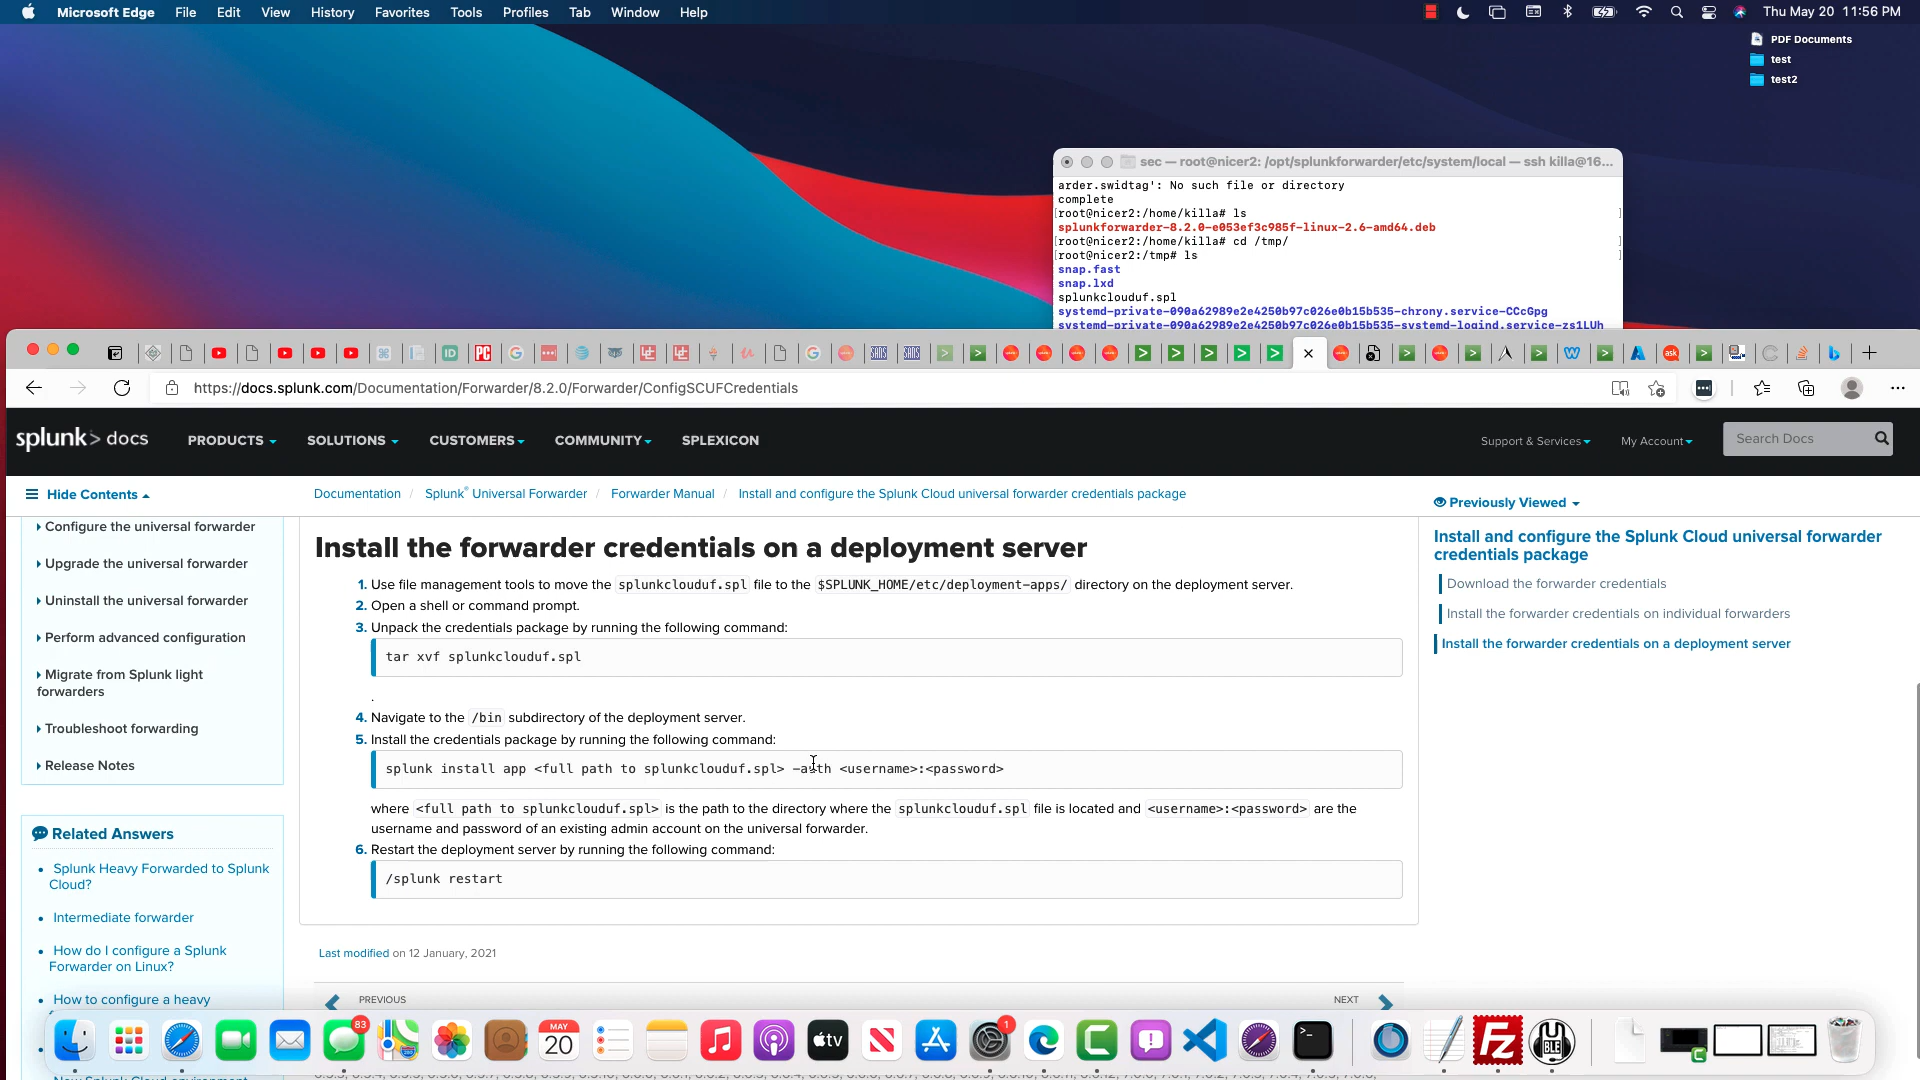 Microsoft Edge File Edit View History Favorites Tools Profiles Tab Window Help Thu May 20 11:56 PM
PDF Documents
test
test2
sec — root@nicer2: /opt/splunkforwarder/etc/system/local — ssh killa@16...
arder.swidtag': No such file or directory
complete
[root@nicer2:/home/killa# ls ]
splunkforwarder-8.2.0-e053ef3c985f-linux-2.6-amd64.deb
[root@nicer2:/home/killa# cd /tmp/ ]
[root@nicer2:/tmp# ls ]
snap.fast
snap.lxd
splunkclouduf.spl
systemd-private-090a62989e2e4250b97c026e0b15b535-chrony.service-CCcGpg
systemd-private-090a62989e2e4250b97c026e0b15b535-systemd-logind.service-zs1LUh
https://docs.splunk.com/Documentation/Forwarder/8.2.0/Forwarder/ConfigSCUFCredentials
splunk> docs PRODUCTS SOLUTIONS CUSTOMERS COMMUNITY SPLEXICON Support & Services My Account Search Docs
Hide Contents
Documentation / Splunk® Universal Forwarder / Forwarder Manual / Install and configure the Splunk Cloud universal forwarder credentials package
Configure the universal forwarder
Upgrade the universal forwarder
Uninstall the universal forwarder
Perform advanced configuration
Migrate from Splunk light
forwarders
Troubleshoot forwarding
Release Notes
Related Answers
Splunk Heavy Forwarded to Splunk
Cloud?
Intermediate forwarder
How do I configure a Splunk
Forwarder on Linux?
How to configure a heavy
Install the forwarder credentials on a deployment server
1. Use file management tools to move the splunkclouduf.spl file to the $SPLUNK_HOME/etc/deployment-apps/ directory on the deployment server.
2. Open a shell or command prompt.
3. Unpack the credentials package by running the following command:
tar xvf splunkclouduf.spl
.
4. Navigate to the /bin subdirectory of the deployment server.
5. Install the credentials package by running the following command:
splunk install app <full path to splunkclouduf.spl> -auth <username>:<password>
where <full path to splunkclouduf.spl> is the path to the directory where the splunkclouduf.spl file is located and <username>:<password> are the
username and password of an existing admin account on the universal forwarder.
6. Restart the deployment server by running the following command:
/splunk restart
Last modified on 12 January, 2021
PREVIOUS
NEXT
Previously Viewed
Install and configure the Splunk Cloud universal forwarder
credentials package
Download the forwarder credentials
Install the forwarder credentials on individual forwarders
Install the forwarder credentials on a deployment server
83
MAY
20
tv
1